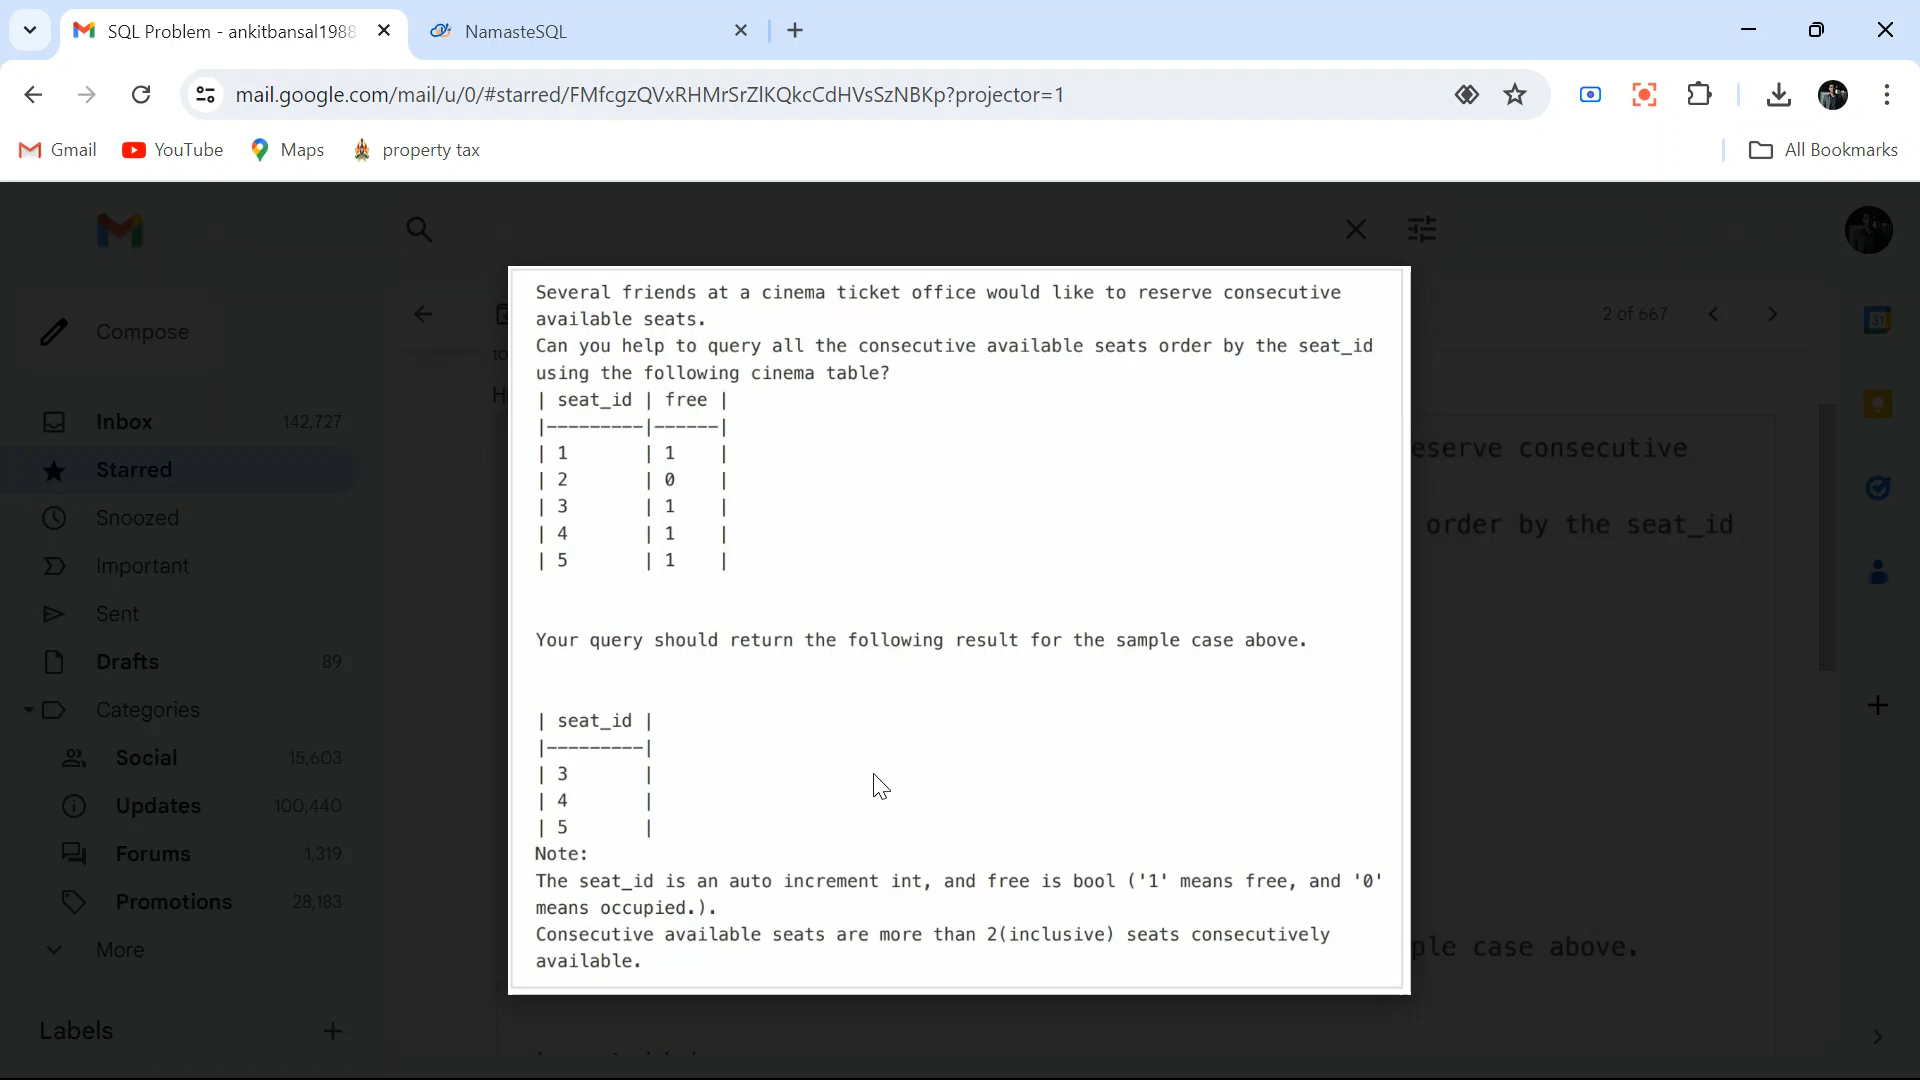 SQL Problem - ankitbansal1988
NamasteSQL
mail.google.com/mail/u/0/#starred/FMfcgzQVxRHMrSrZlKQkcCdHVsSzNBKp?projector=1
Gmail YouTube Maps property tax All Bookmarks
Compose
2 of 667
31
Inbox 142,727
Starred
Snoozed
Important
Sent
Drafts 89
Categories
Social 15,603
Updates 100,440
Forums 1,319
Promotions 28,183
More
Labels
Several friends at a cinema ticket office would like to reserve consecutive
available seats.
Can you help to query all the consecutive available seats order by the seat_id
using the following cinema table?
| seat_id | free |
|---------|------|
| 1 | 1 |
| 2 | 0 |
| 3 | 1 |
| 4 | 1 |
| 5 | 1 |
Your query should return the following result for the sample case above.
| seat_id |
|---------|
| 3 |
| 4 |
| 5 |
Note:
The seat_id is an auto increment int, and free is bool ('1' means free, and '0'
means occupied.).
Consecutive available seats are more than 2(inclusive) seats consecutively
available.
eserve consecutive
order by the seat_id
ple case above.